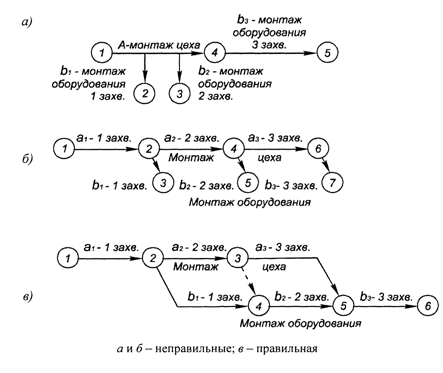 а)
b₃ - монтаж
оборудования
3 захв.
А-монтаж цеха
1
4
5
b₁ - монтаж
оборудования
1 захв.
2
3
b₂ - монтаж
оборудования
2 захв.
б)
a₁- 1 захв.
a₂- 2 захв.
a₃- 3 захв.
1
2
4
6
Монтаж
цеха
b₁- 1 захв.
3
b₂- 2 захв.
5
b₃- 3 захв.
7
Монтаж оборудования
в)
a₁- 1 захв.
a₂- 2 захв.
a₃- 3 захв.
1
2
3
Монтаж
цеха
b₁- 1 захв.
4
b₂- 2 захв.
5
b₃- 3 захв.
6
Монтаж оборудования
а и б – неправильные; в – правильная